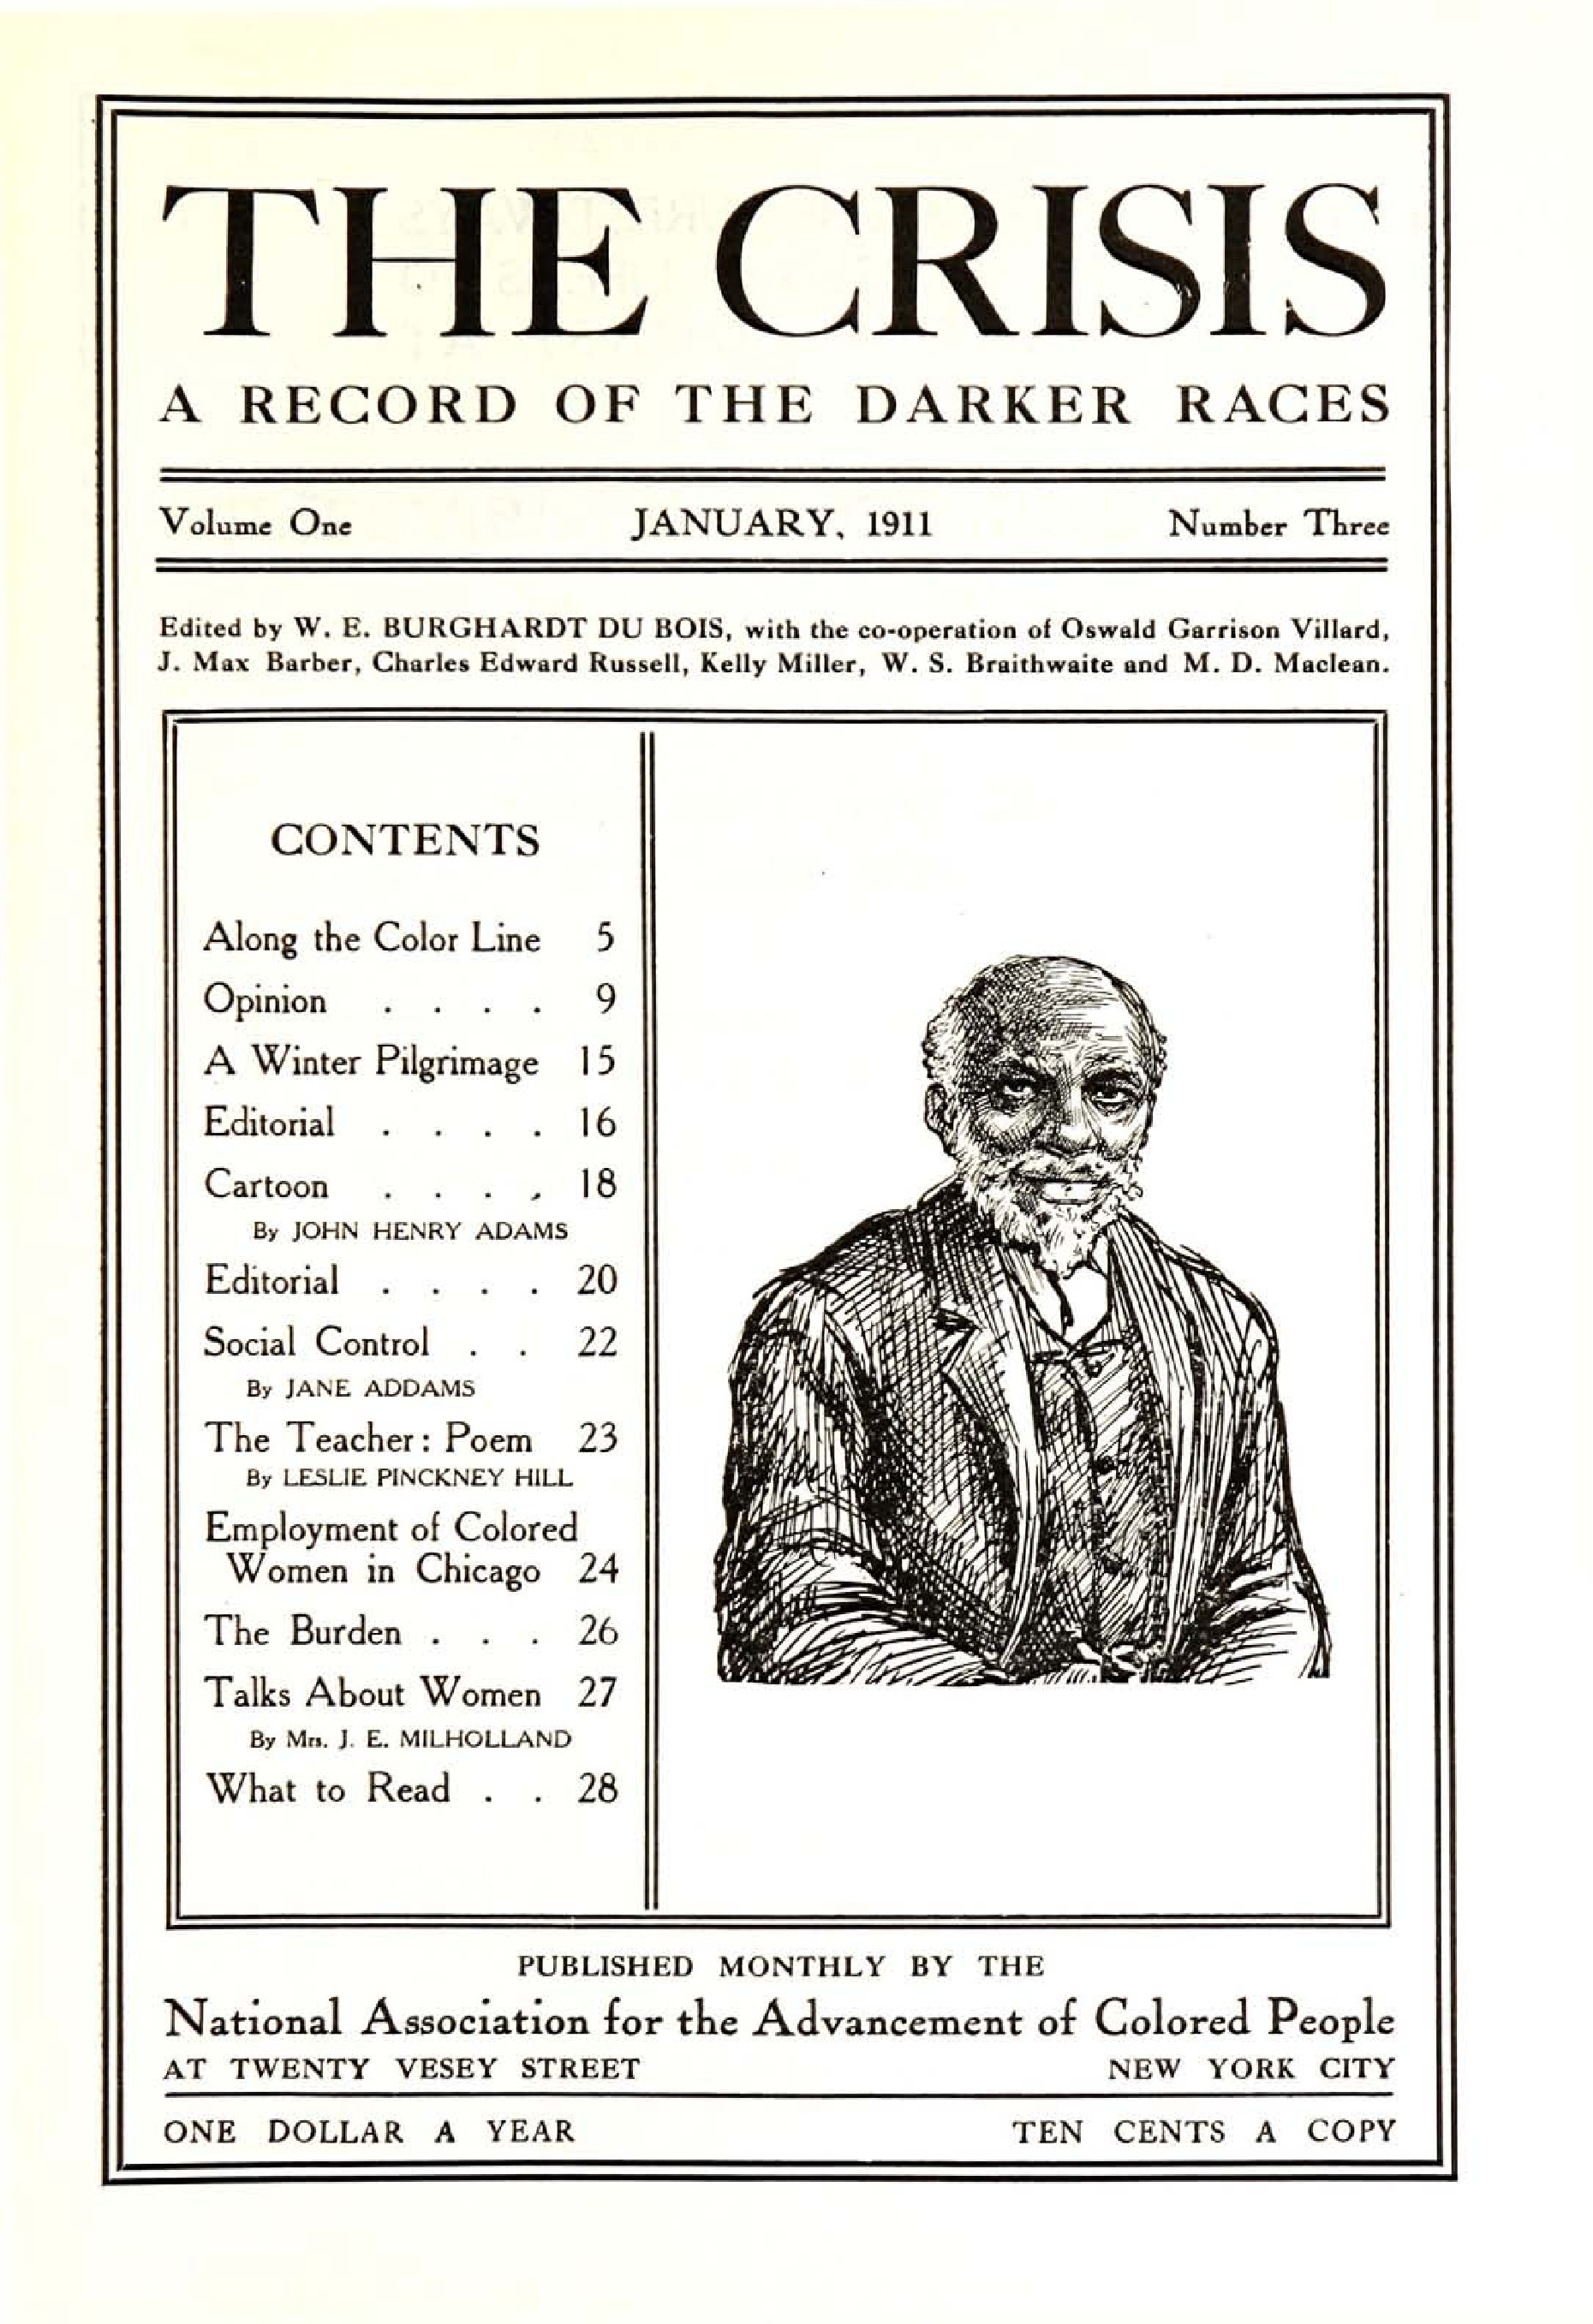 THE CRISIS
A RECORD OF THE DARKER RACES
Volume One JANUARY, 1911 Number Three
Edited by W. E. BURGHARDT DU BOIS, with the co-operation of Oswald Garrison Villard,
J. Max Barber, Charles Edward Russell, Kelly Miller, W. S. Braithwaite and M. D. Maclean.
CONTENTS
Along the Color Line 5
Opinion . . . . 9
A Winter Pilgrimage 15
Editorial . . . . 16
Cartoon . . . . 18
By JOHN HENRY ADAMS
Editorial . . . . 20
Social Control . . 22
By JANE ADDAMS
The Teacher: Poem 23
By LESLIE PINCKNEY HILL
Employment of Colored
Women in Chicago 24
The Burden . . . 26
Talks About Women 27
By Mrs. J. E. MILHOLLAND
What to Read . . 28
PUBLISHED MONTHLY BY THE
National Association for the Advancement of Colored People
AT TWENTY VESEY STREET NEW YORK CITY
ONE DOLLAR A YEAR TEN CENTS A COPY